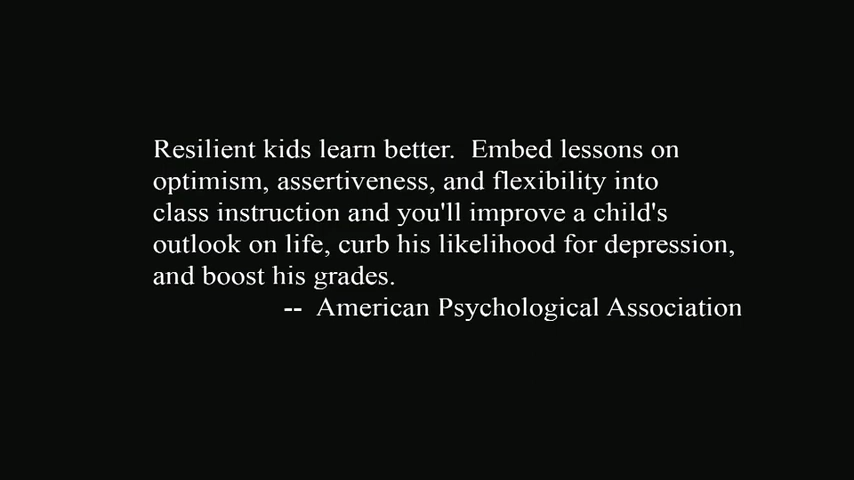 Resilient kids learn better.  Embed lessons on
optimism, assertiveness, and flexibility into
class instruction and you'll improve a child's
outlook on life, curb his likelihood for depression,
and boost his grades.
--  American Psychological Association